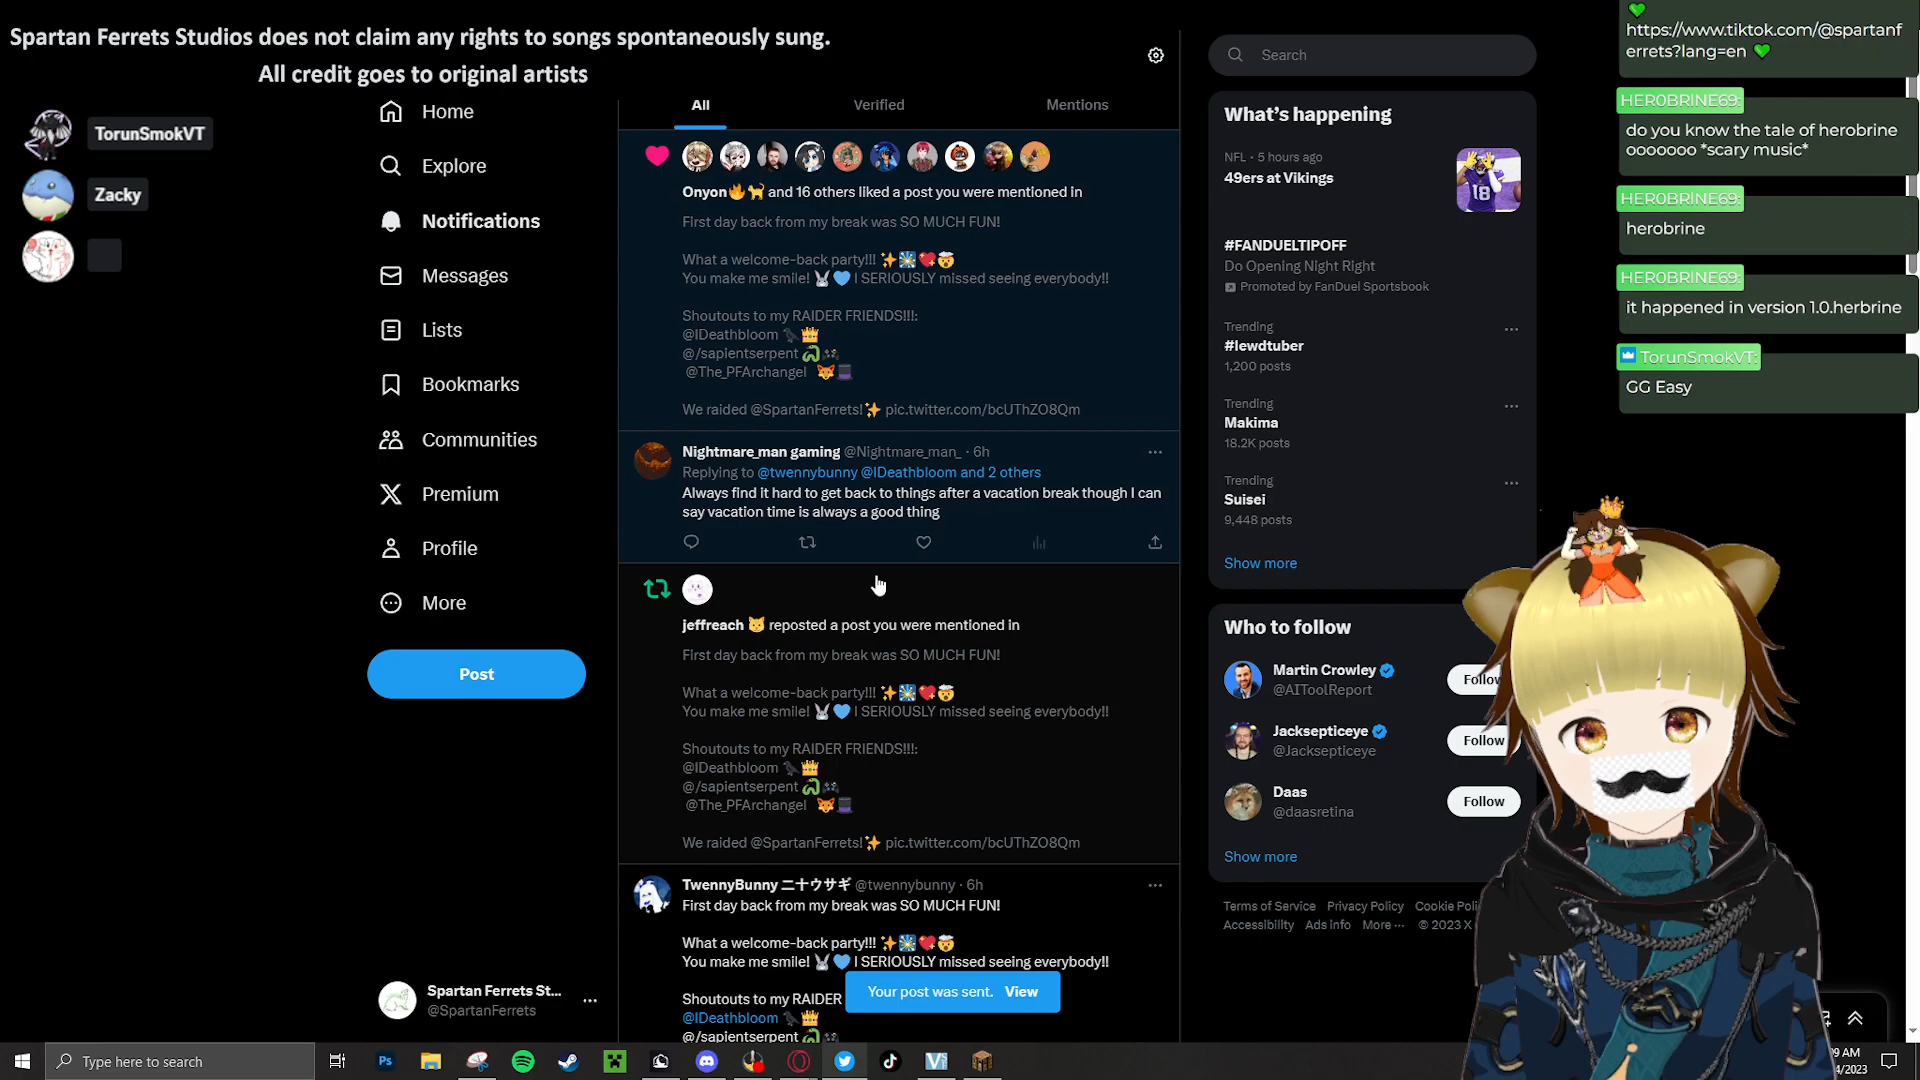 Spartan Ferrets Studios does not claim any rights to songs spontaneously sung.
All credit goes to original artists
TorunSmokVT
Zacky
Home
Explore
Notifications
Messages
Lists
Bookmarks
Communities
Premium
Profile
More
Post
Spartan Ferrets St...
@SpartanFerrets
All
Verified
Mentions
Onyon🔥🐈 and 16 others liked a post you were mentioned in
First day back from my break was SO MUCH FUN!
What a welcome-back party!!! ✨🎇💖🤯
You make me smile! 🐰💙 I SERIOUSLY missed seeing everybody!!
Shoutouts to my RAIDER FRIENDS!!!:
@IDeathbloom 🐦‍⬛👑
@/sapientserpent 🐍🎮
@The_PFArchangel 🦊🎩
We raided @SpartanFerrets!✨ pic.twitter.com/bcUThZO8Qm
Nightmare_man gaming @Nightmare_man_ · 6h
Replying to @twennybunny @IDeathbloom and 2 others
Always find it hard to get back to things after a vacation break though I can
say vacation time is always a good thing
jeffreach 🐱 reposted a post you were mentioned in
First day back from my break was SO MUCH FUN!
What a welcome-back party!!! ✨🎇💖🤯
You make me smile! 🐰💙 I SERIOUSLY missed seeing everybody!!
Shoutouts to my RAIDER FRIENDS!!!:
@IDeathbloom 🐦‍⬛👑
@/sapientserpent 🐍🎮
@The_PFArchangel 🦊🎩
We raided @SpartanFerrets!✨ pic.twitter.com/bcUThZO8Qm
TwennyBunny 二十ウサギ @twennybunny · 6h
First day back from my break was SO MUCH FUN!
What a welcome-back party!!! ✨🎇💖🤯
You make me smile! 🐰💙 I SERIOUSLY missed seeing everybody!!
Shoutouts to my RAIDER
@IDeathbloom 🐦‍⬛👑
@/sapientserpent 🐍🎮
Your post was sent. View
Search
What's happening
NFL · 5 hours ago
49ers at Vikings
18
#FANDUELTIPOFF
Do Opening Night Right
Promoted by FanDuel Sportsbook
Trending
#lewdtuber
1,200 posts
Trending
Makima
18.2K posts
Trending
Suisei
9,448 posts
Show more
Who to follow
Martin Crowley
@AIToolReport
Follow
Jacksepticeye
@Jacksepticeye
Follow
Daas
@daasretina
Follow
Show more
Terms of Service Privacy Policy Cookie Poli
Accessibility Ads info More ··· © 2023 X
💚
https://www.tiktok.com/@spartanf
errets?lang=en 💚
HER0BRINE69:
do you know the tale of herobrine
ooooooo *scary music*
HER0BRINE69:
herobrine
HER0BRINE69:
it happened in version 1.0.herbrine
TorunSmokVT:
GG Easy
Type here to search
Ps
9 AM
4/2023